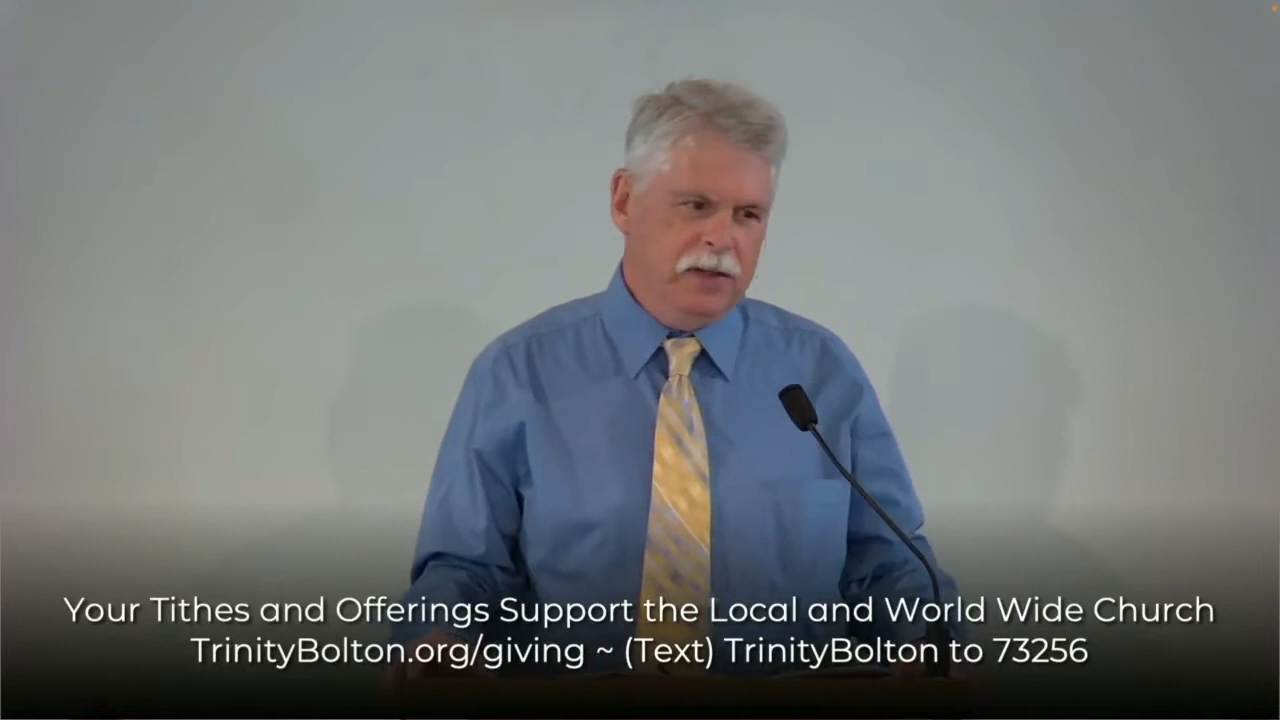 Your Tithes and Offerings Support the Local and World Wide Church
TrinityBolton.org/giving ~ (Text) TrinityBolton to 73256